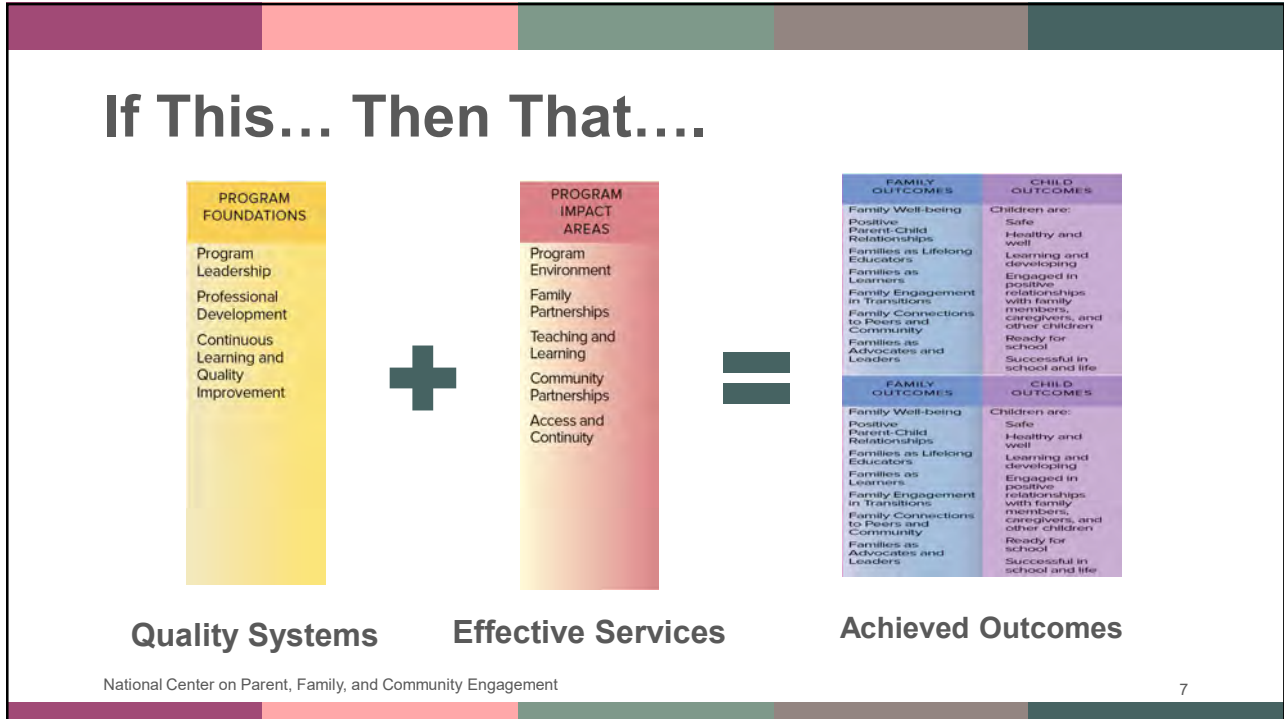 If This… Then That….
PROGRAM
FOUNDATIONS
Program
Leadership
Professional
Development
Continuous
Learning and
Quality
Improvement
PROGRAM
IMPACT
AREAS
Program
Environment
Family
Partnerships
Teaching and
Learning
Community
Partnerships
Access and
Continuity
FAMILY
OUTCOMES
Family Well-being
Positive
Parent-Child
Relationships
Families as Lifelong
Educators
Families as
Learners
Family Engagement
in Transitions
Family Connections
to Peers and
Community
Families as
Advocates and
Leaders
CHILD
OUTCOMES
Children are:
Safe
Healthy and
well
Learning and
developing
Engaged in
positive
relationships
with family
members,
caregivers, and
other children
Ready for
school
Successful in
school and life
FAMILY
OUTCOMES
Family Well-being
Positive
Parent-Child
Relationships
Families as Lifelong
Educators
Families as
Learners
Family Engagement
in Transitions
Family Connections
to Peers and
Community
Families as
Advocates and
Leaders
CHILD
OUTCOMES
Children are:
Safe
Healthy and
well
Learning and
developing
Engaged in
positive
relationships
with family
members,
caregivers, and
other children
Ready for
school
Successful in
school and life
Quality Systems
Effective Services
Achieved Outcomes
National Center on Parent, Family, and Community Engagement
7